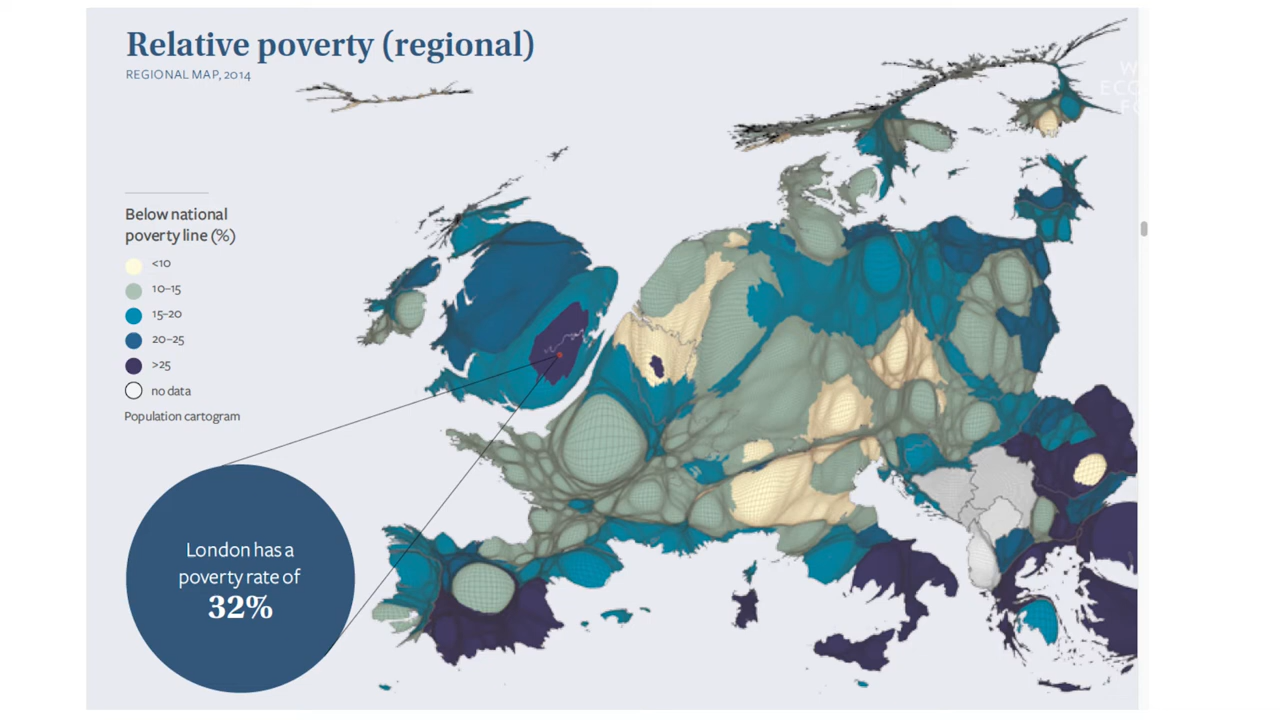 Relative poverty (regional)
REGIONAL MAP, 2014
Below national
poverty line (%)
<10
10–15
15–20
20–25
>25
no data
Population cartogram
London has a
poverty rate of
32%